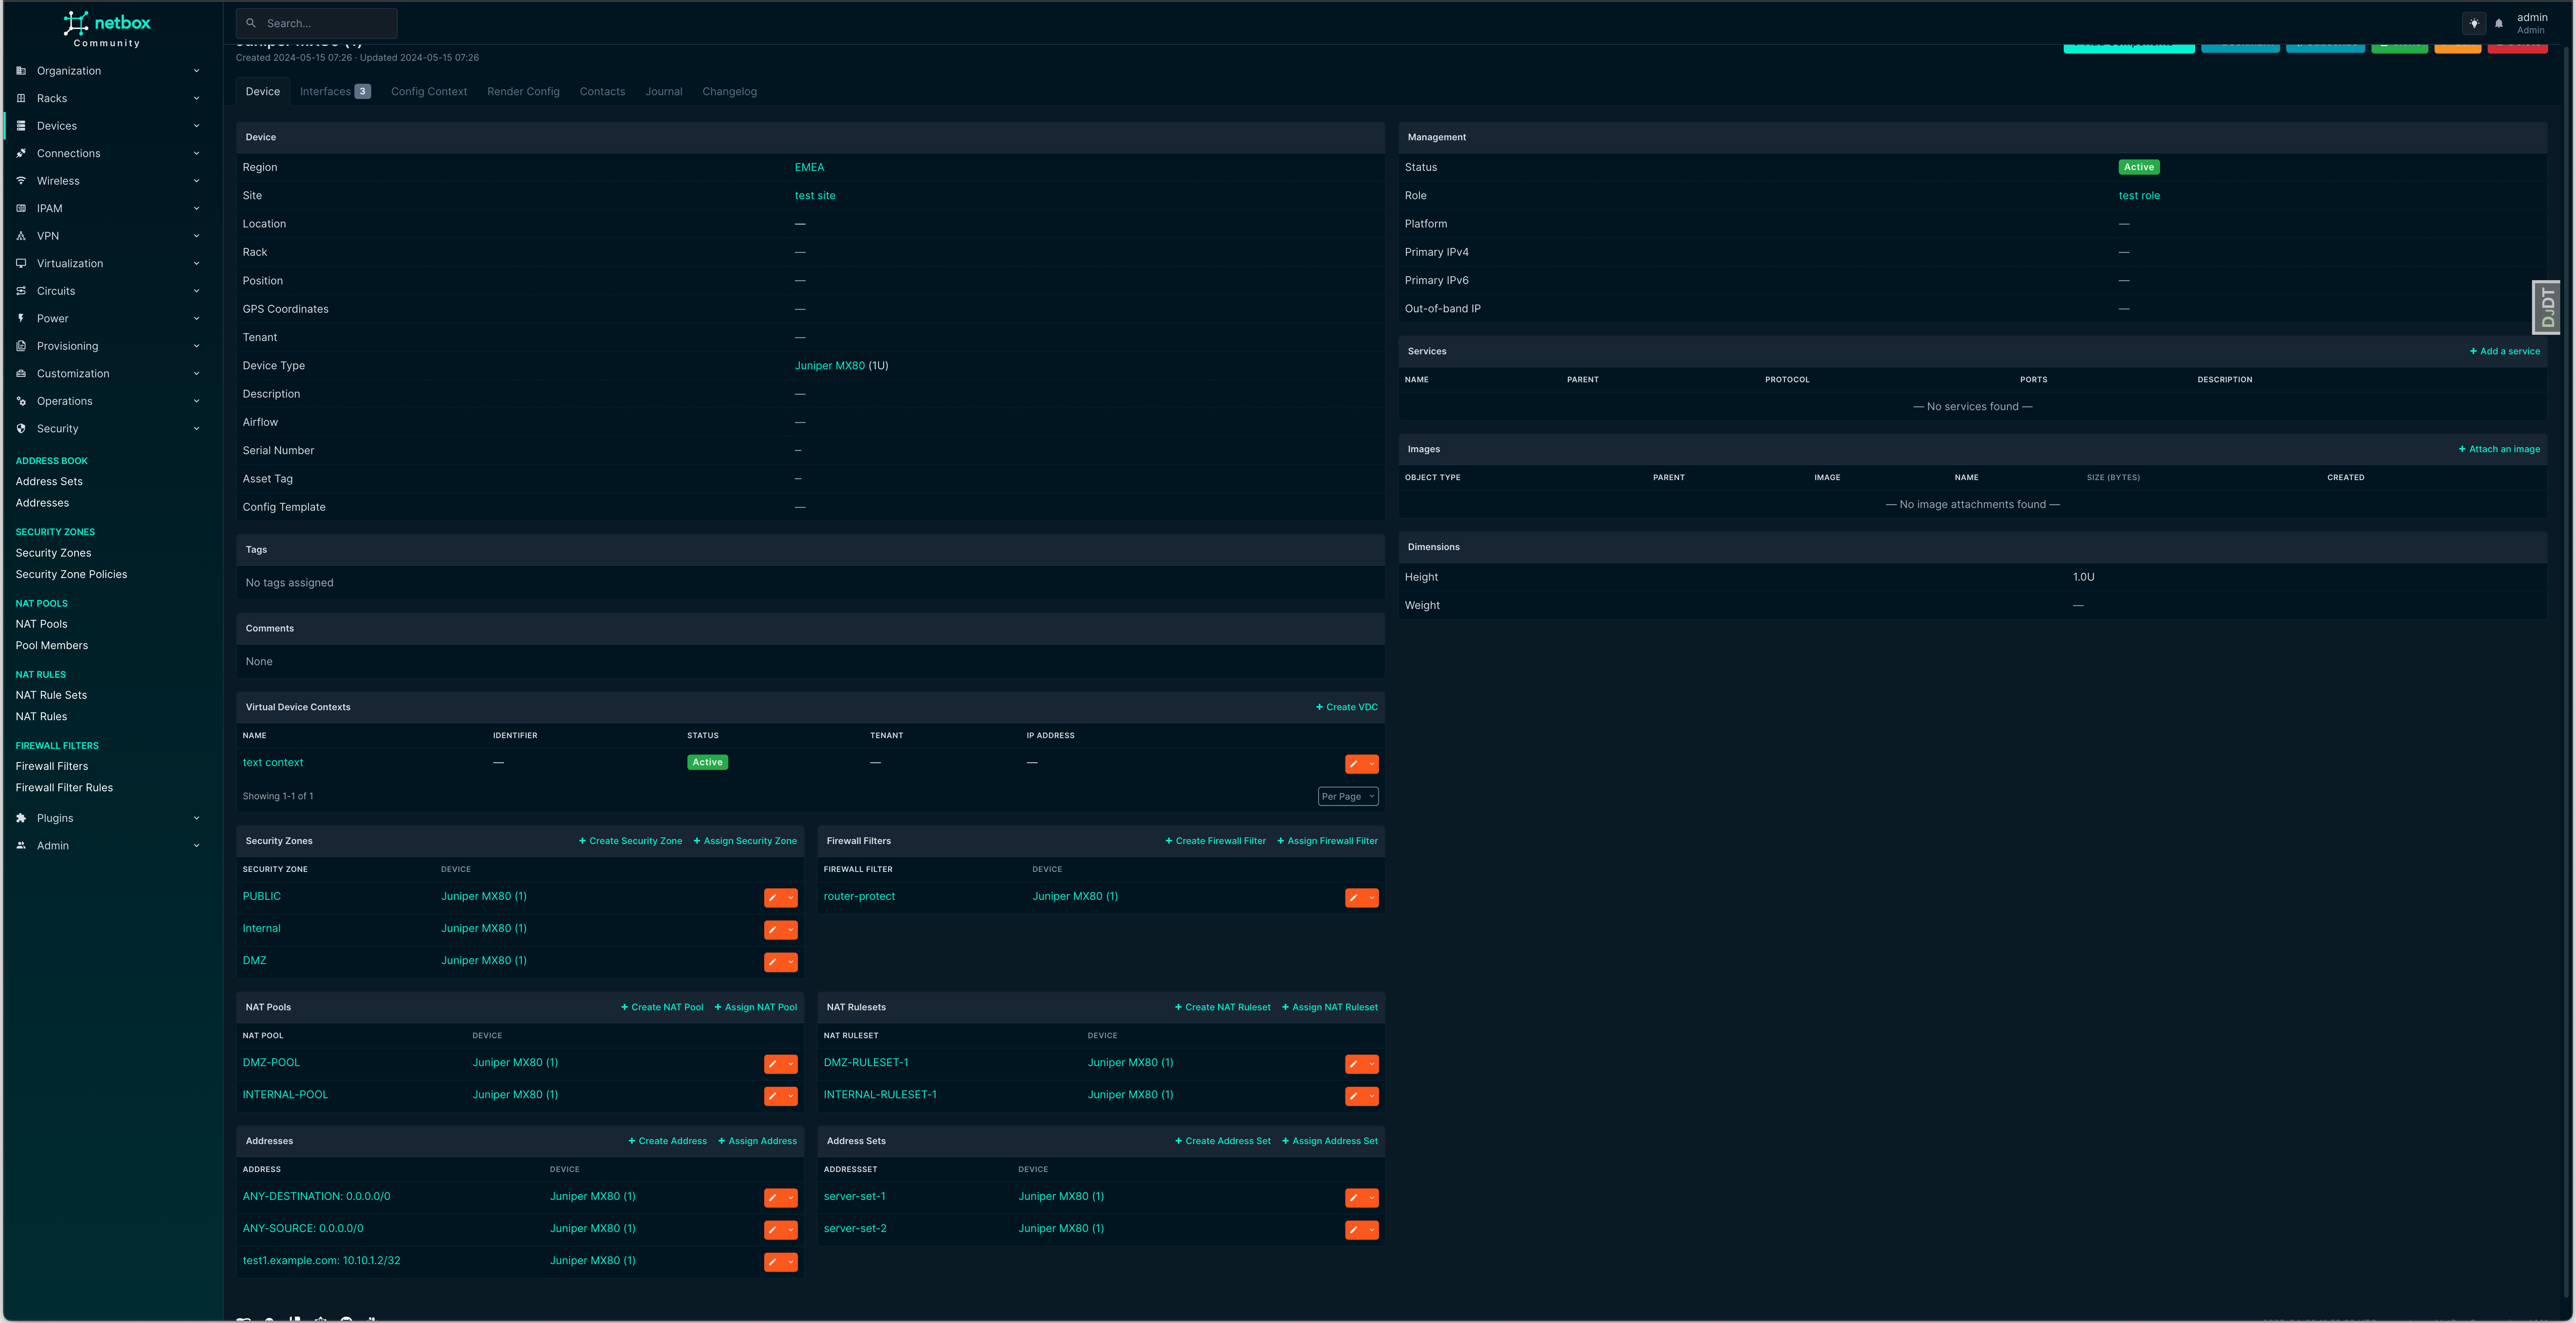 netbox
Community
Search...
admin
Admin
Organization
Racks
Devices
Connections
Wireless
IPAM
VPN
Virtualization
Circuits
Power
Provisioning
Customization
Operations
Security
ADDRESS BOOK
Address Sets
Addresses
SECURITY ZONES
Security Zones
Security Zone Policies
NAT POOLS
NAT Pools
Pool Members
NAT RULES
NAT Rule Sets
NAT Rules
FIREWALL FILTERS
Firewall Filters
Firewall Filter Rules
Plugins
Admin
Juniper MX80 (1)
Created 2024-05-15 07:26 · Updated 2024-05-15 07:26
Device Interfaces 3 Config Context Render Config Contacts Journal Changelog
Device
Region EMEA
Site test site
Location —
Rack —
Position —
GPS Coordinates —
Tenant —
Device Type Juniper MX80 (1U)
Description —
Airflow —
Serial Number –
Asset Tag –
Config Template —
Tags
No tags assigned
Comments
None
Virtual Device Contexts + Create VDC
NAME IDENTIFIER STATUS TENANT IP ADDRESS
text context — Active — —
Showing 1-1 of 1 Per Page
Security Zones + Create Security Zone + Assign Security Zone
SECURITY ZONE DEVICE
PUBLIC Juniper MX80 (1)
Internal Juniper MX80 (1)
DMZ Juniper MX80 (1)
Firewall Filters + Create Firewall Filter + Assign Firewall Filter
FIREWALL FILTER DEVICE
router-protect Juniper MX80 (1)
NAT Pools + Create NAT Pool + Assign NAT Pool
NAT POOL DEVICE
DMZ-POOL Juniper MX80 (1)
INTERNAL-POOL Juniper MX80 (1)
NAT Rulesets + Create NAT Ruleset + Assign NAT Ruleset
NAT RULESET DEVICE
DMZ-RULESET-1 Juniper MX80 (1)
INTERNAL-RULESET-1 Juniper MX80 (1)
Addresses + Create Address + Assign Address
ADDRESS DEVICE
ANY-DESTINATION: 0.0.0.0/0 Juniper MX80 (1)
ANY-SOURCE: 0.0.0.0/0 Juniper MX80 (1)
test1.example.com: 10.10.1.2/32 Juniper MX80 (1)
Address Sets + Create Address Set + Assign Address Set
ADDRESSSET DEVICE
server-set-1 Juniper MX80 (1)
server-set-2 Juniper MX80 (1)
Management
Status Active
Role test role
Platform —
Primary IPv4 —
Primary IPv6 —
Out-of-band IP —
Services + Add a service
NAME PARENT PROTOCOL PORTS DESCRIPTION
— No services found —
Images + Attach an image
OBJECT TYPE PARENT IMAGE NAME SIZE (BYTES) CREATED
— No image attachments found —
Dimensions
Height 1.0U
Weight —
DJDT